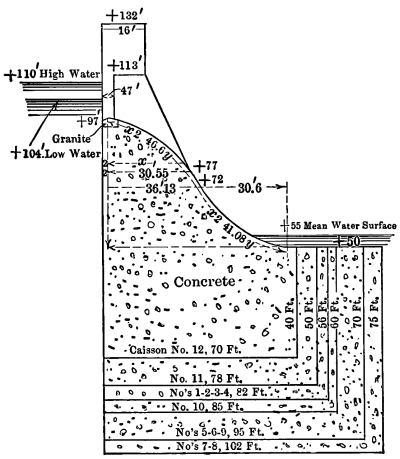 +132'
16'
+113'
+110' High Water
47'
+97'
Granite
x2 40.6y
+104' Low Water
x'
+77
30.55
+72
36.13
30.6'
+55 Mean Water Surface
+50
x2 41.08y
Concrete
40 Ft.
50 Ft.
56 Ft.
60 Ft.
70 Ft.
75 Ft.
Caisson No. 12, 70 Ft.
No. 11, 78 Ft.
No's 1-2-3-4, 82 Ft.
No. 10, 85 Ft.
No's 5-6-9, 95 Ft.
No's 7-8, 102 Ft.